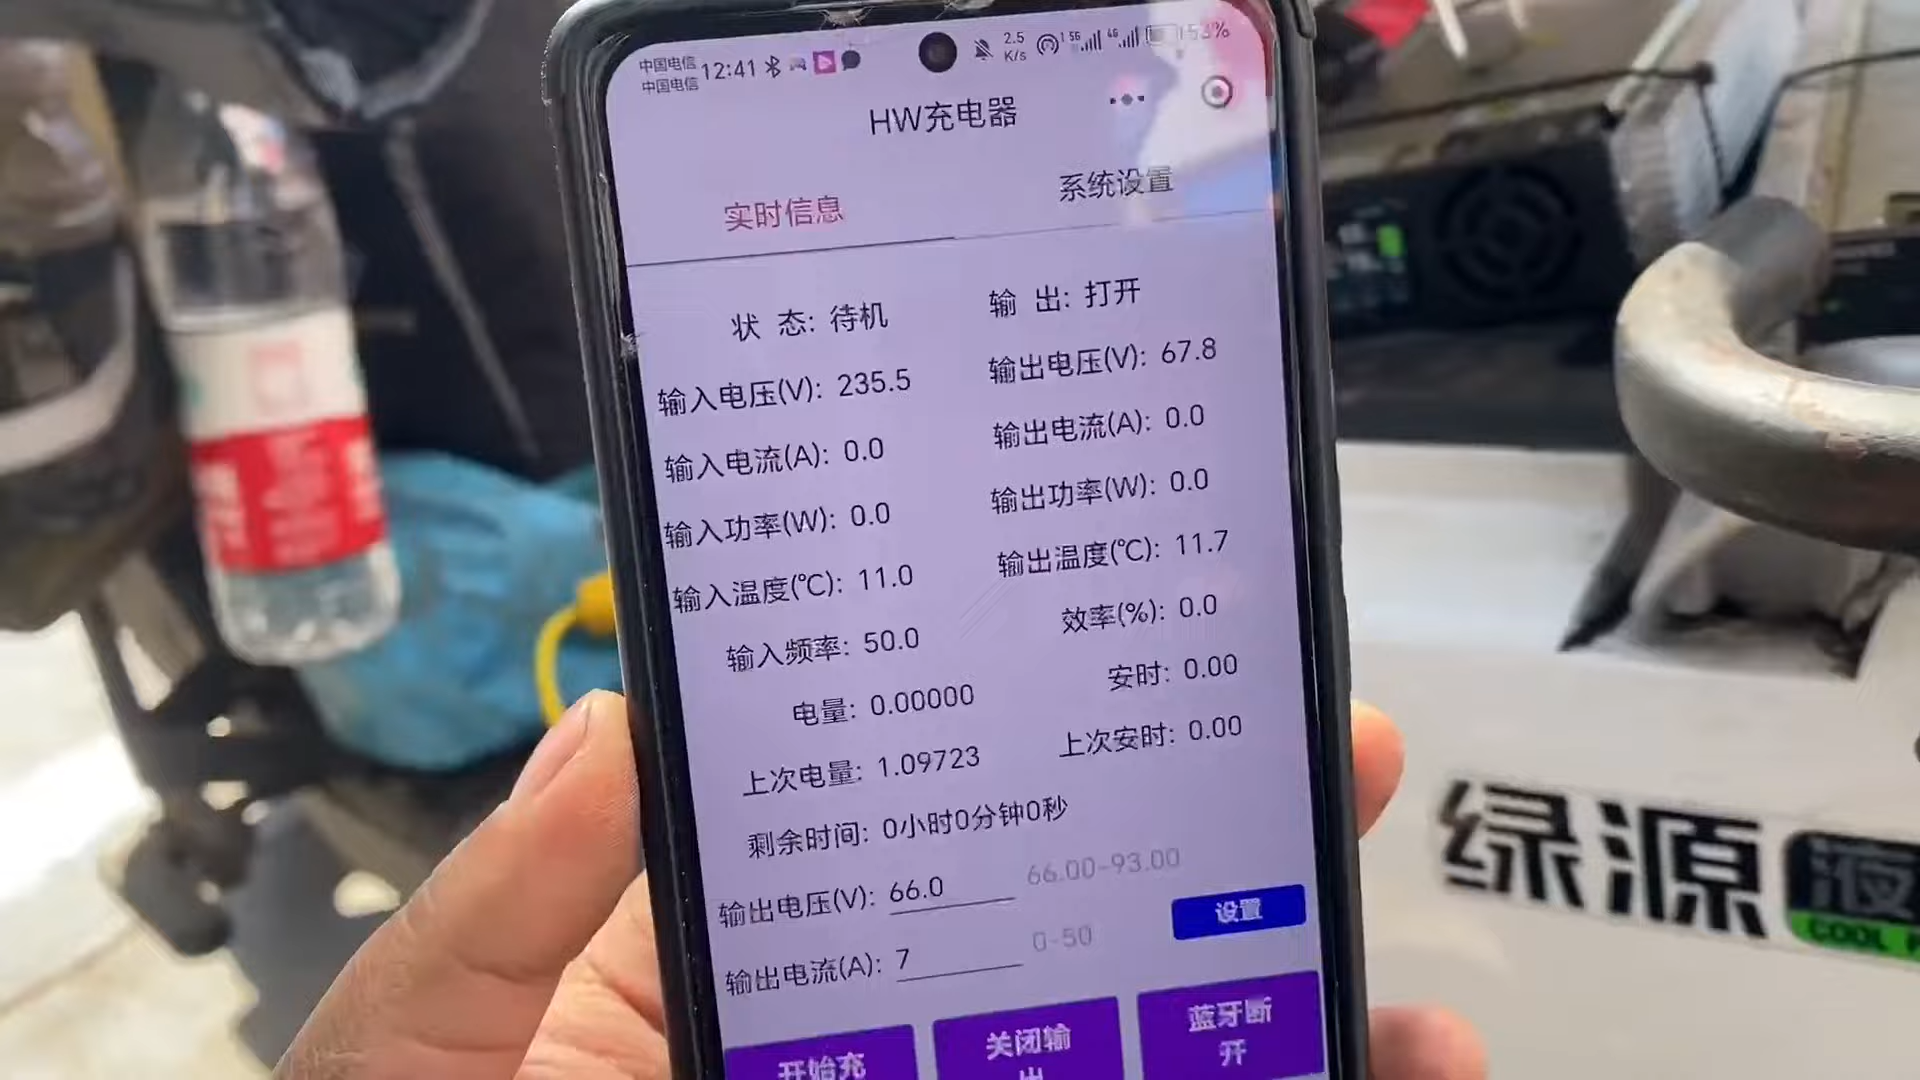 中国电信
中国电信
12:41
2.5
K/s
53%
HW充电器
实时信息
系统设置
状 态: 待机
输 出: 打开
输入电压(V): 235.5
输出电压(V): 67.8
输入电流(A): 0.0
输出电流(A): 0.0
输入功率(W): 0.0
输出功率(W): 0.0
输入温度(℃): 11.0
输出温度(℃): 11.7
输入频率: 50.0
效率(%): 0.0
电量: 0.00000
安时: 0.00
上次电量: 1.09723
上次安时: 0.00
剩余时间: 0小时0分钟0秒
输出电压(V): 66.0
66.00-93.00
输出电流(A): 7
0-50
设置
开始充
关闭输
出
蓝牙断
开
绿源
液
COOL